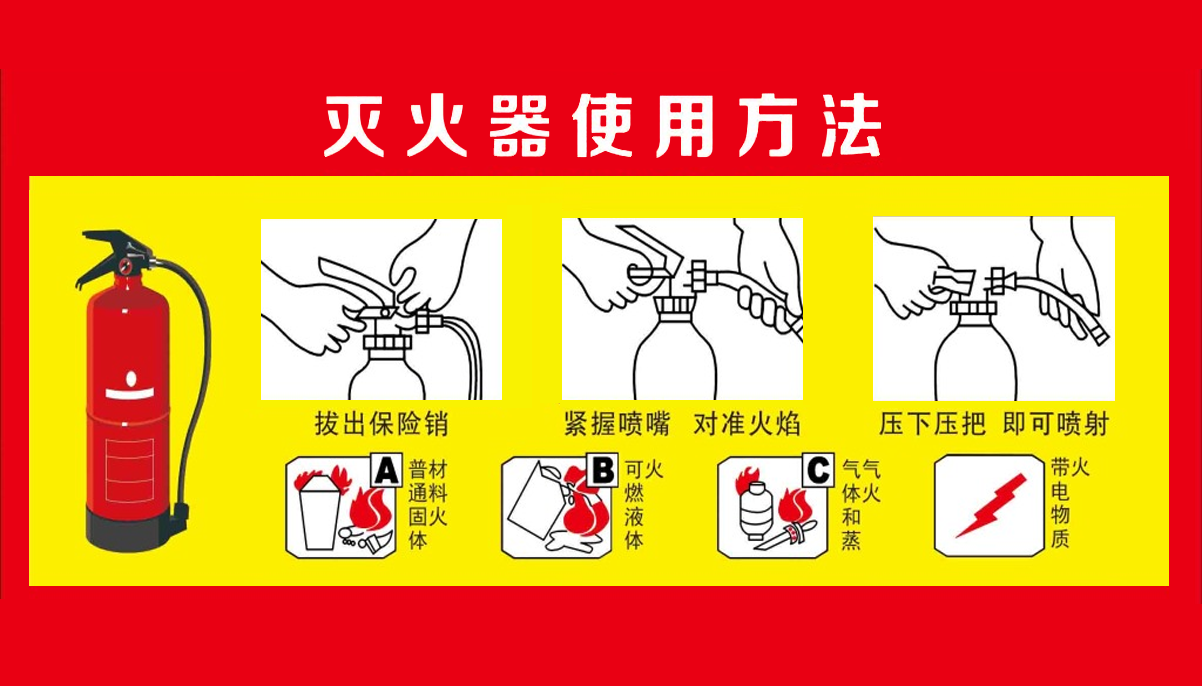 灭火器使用方法
拔出保险销
紧握喷嘴 对准火焰
压下压把 即可喷射
A
普通固体
材料火
B
可燃液体
火
C
气体和蒸
气火
带电物质
火